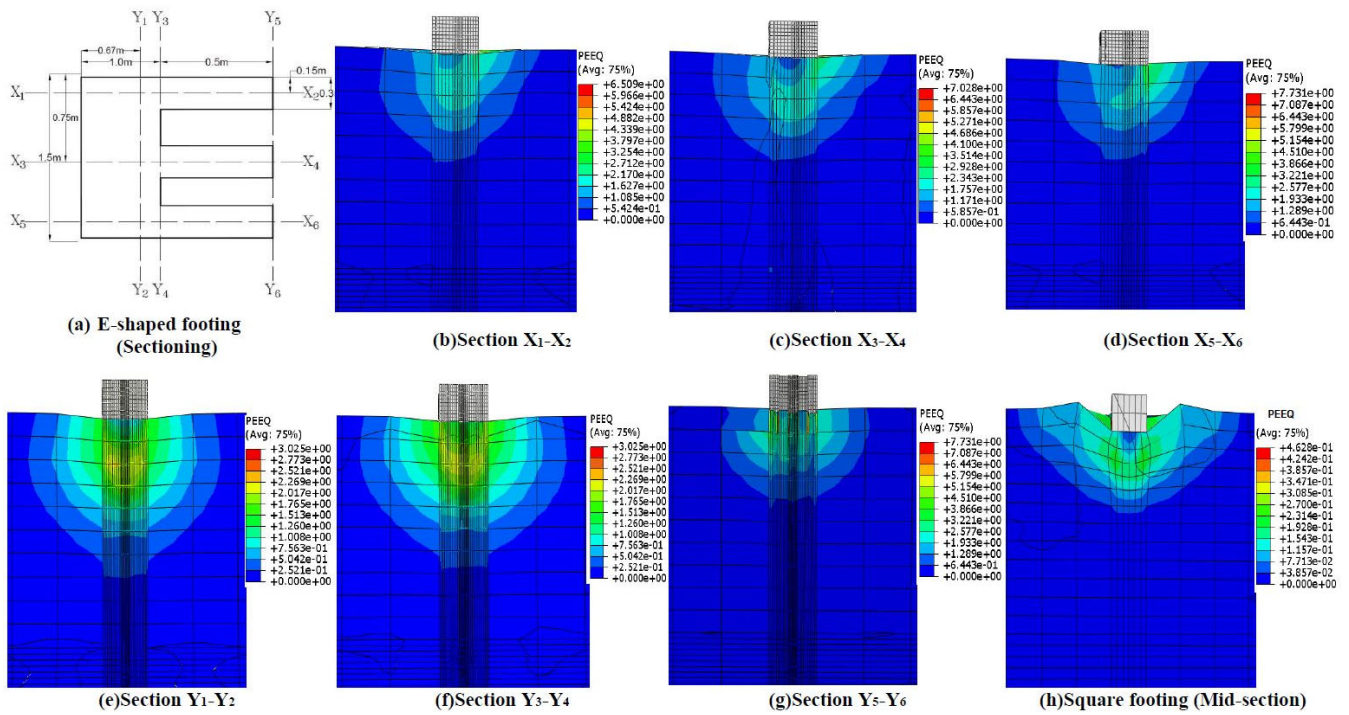 Y₁ Y₃ Y₅
0.67m
1.0m 0.5m
0.15m
X₁ X₂ 0.3
0.75m
1.5m
X₃ X₄
X₅ X₆
Y₂ Y₄ Y₆
(a) E-shaped footing
(Sectioning)
PEEQ
(Avg: 75%)
+6.509e+00
+5.966e+00
+5.424e+00
+4.882e+00
+4.339e+00
+3.797e+00
+3.254e+00
+2.712e+00
+2.170e+00
+1.627e+00
+1.085e+00
+5.424e-01
+0.000e+00
(b)Section X₁-X₂
PEEQ
(Avg: 75%)
+7.028e+00
+6.443e+00
+5.857e+00
+5.271e+00
+4.686e+00
+4.100e+00
+3.514e+00
+2.928e+00
+2.343e+00
+1.757e+00
+1.171e+00
+5.857e-01
+0.000e+00
(c)Section X₃-X₄
PEEQ
(Avg: 75%)
+7.731e+00
+7.087e+00
+6.443e+00
+5.799e+00
+5.154e+00
+4.510e+00
+3.866e+00
+3.221e+00
+2.577e+00
+1.933e+00
+1.289e+00
+6.443e-01
+0.000e+00
(d)Section X₅-X₆
PEEQ
(Avg: 75%)
+3.025e+00
+2.773e+00
+2.521e+00
+2.269e+00
+2.017e+00
+1.765e+00
+1.513e+00
+1.260e+00
+1.008e+00
+7.563e-01
+5.042e-01
+2.521e-01
+0.000e+00
(e)Section Y₁-Y₂
PEEQ
(Avg: 75%)
+3.025e+00
+2.773e+00
+2.521e+00
+2.269e+00
+2.017e+00
+1.765e+00
+1.513e+00
+1.260e+00
+1.008e+00
+7.563e-01
+5.042e-01
+2.521e-01
+0.000e+00
(f)Section Y₃-Y₄
PEEQ
(Avg: 75%)
+7.731e+00
+7.087e+00
+6.443e+00
+5.799e+00
+5.154e+00
+4.510e+00
+3.866e+00
+3.221e+00
+2.577e+00
+1.933e+00
+1.289e+00
+6.443e-01
+0.000e+00
(g)Section Y₅-Y₆
PEEQ
(Avg: 75%)
+4.628e-01
+4.242e-01
+3.857e-01
+3.471e-01
+3.085e-01
+2.700e-01
+2.314e-01
+1.928e-01
+1.543e-01
+1.157e-01
+7.713e-02
+3.857e-02
+0.000e+00
(h)Square footing (Mid-section)